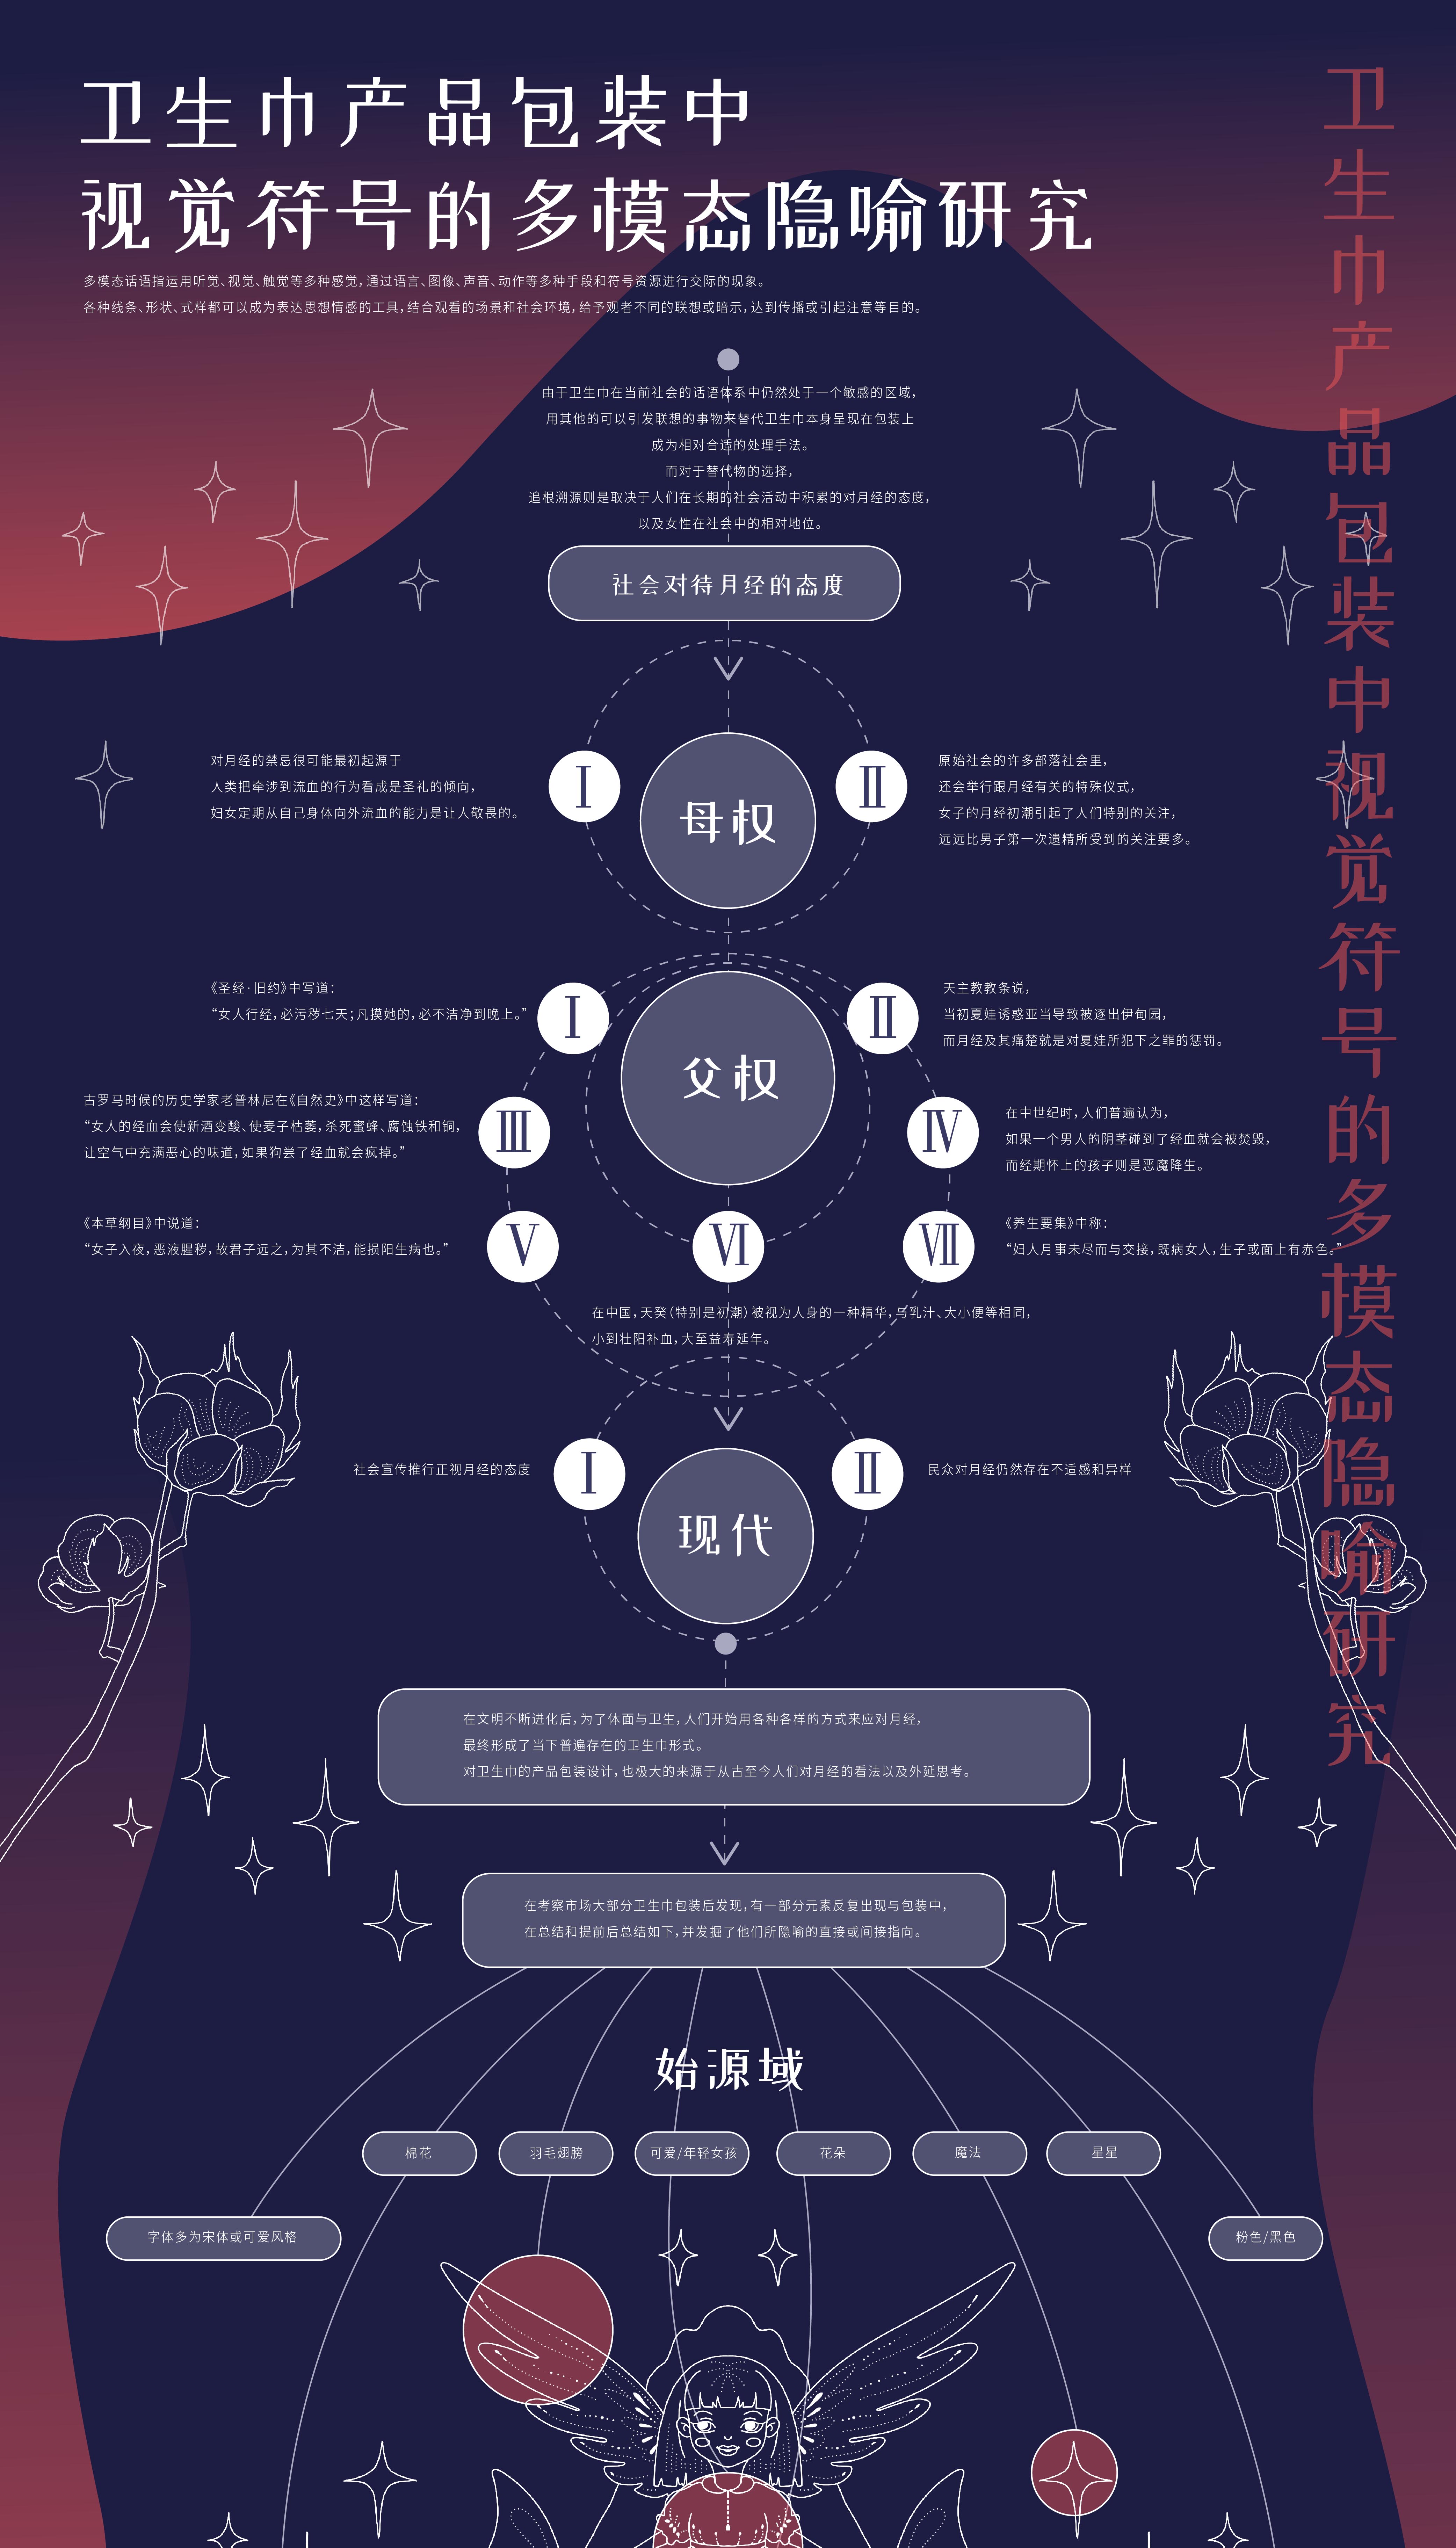 卫生巾产品包装中
视觉符号的多模态隐喻研究
多模态话语指运用听觉、视觉、触觉等多种感觉，通过语言、图像、声音、动作等多种手段和符号资源进行交际的现象。
各种线条、形状、式样都可以成为表达思想情感的工具，结合观看的场景和社会环境，给予观者不同的联想或暗示，达到传播或引起注意等目的。
卫生巾产品包装中视觉符号的多模态隐喻研究
由于卫生巾在当前社会的话语体系中仍然处于一个敏感的区域，
用其他的可以引发联想的事物来替代卫生巾本身呈现在包装上
成为相对合适的处理手法。
而对于替代物的选择，
追根溯源则是取决于人们在长期的社会活动中积累的对月经的态度，
以及女性在社会中的相对地位。
社会对待月经的态度
母权
Ⅰ
对月经的禁忌很可能最初起源于
人类把牵涉到流血的行为看成是圣礼的倾向，
妇女定期从自己身体向外流血的能力是让人敬畏的。
Ⅱ
原始社会的许多部落社会里，
还会举行跟月经有关的特殊仪式，
女子的月经初潮引起了人们特别的关注，
远远比男子第一次遗精所受到的关注要多。
父权
Ⅰ
《圣经·旧约》中写道：
“女人行经，必污秽七天；凡摸她的，必不洁净到晚上。”
Ⅱ
天主教教条说，
当初夏娃诱惑亚当导致被逐出伊甸园，
而月经及其痛楚就是对夏娃所犯下之罪的惩罚。
Ⅲ
古罗马时候的历史学家老普林尼在《自然史》中这样写道：
“女人的经血会使新酒变酸、使麦子枯萎，杀死蜜蜂、腐蚀铁和铜，
让空气中充满恶心的味道，如果狗尝了经血就会疯掉。”
Ⅳ
在中世纪时，人们普遍认为，
如果一个男人的阴茎碰到了经血就会被焚毁，
而经期怀上的孩子则是恶魔降生。
Ⅴ
《本草纲目》中说道：
“女子入夜，恶液腥秽，故君子远之，为其不洁，能损阳生病也。”
Ⅵ
在中国，天癸（特别是初潮）被视为人身的一种精华，与乳汁、大小便等相同，
小到壮阳补血，大至益寿延年。
Ⅶ
《养生要集》中称：
“妇人月事未尽而与交接，既病女人，生子或面上有赤色。”
现代
Ⅰ
社会宣传推行正视月经的态度
Ⅱ
民众对月经仍然存在不适感和异样
在文明不断进化后，为了体面与卫生，人们开始用各种各样的方式来应对月经，
最终形成了当下普遍存在的卫生巾形式。
对卫生巾的产品包装设计，也极大的来源于从古至今人们对月经的看法以及外延思考。
在考察市场大部分卫生巾包装后发现，有一部分元素反复出现与包装中，
在总结和提前后总结如下，并发掘了他们所隐喻的直接或间接指向。
始源域
棉花
羽毛翅膀
可爱/年轻女孩
花朵
魔法
星星
字体多为宋体或可爱风格
粉色/黑色